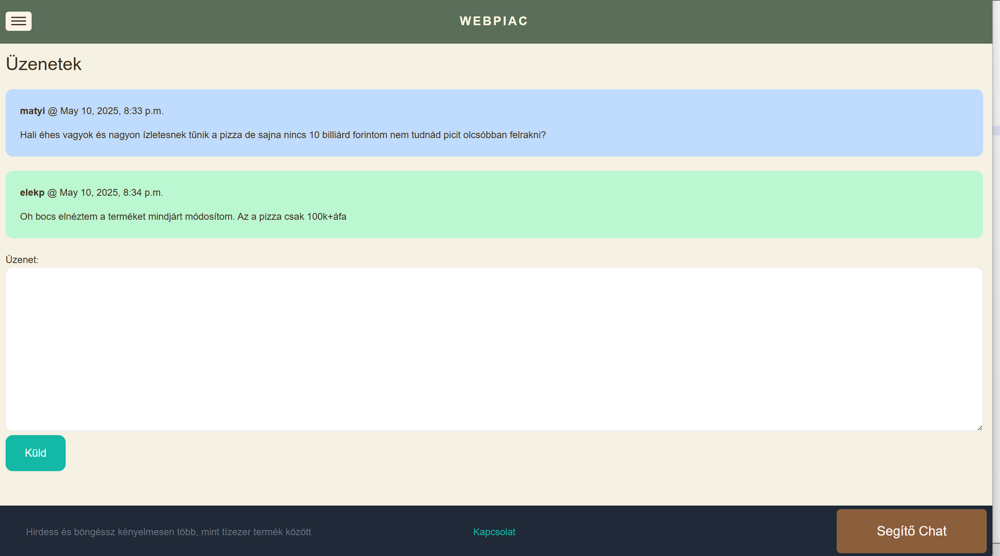 WEBPIAC
Üzenetek
matyi @ May 10, 2025, 8:33 p.m.
Hali éhes vagyok és nagyon ízletesnek tűnik a pizza de sajna nincs 10 billiárd forintom nem tudnád picit olcsóbban felrakni?
elekp @ May 10, 2025, 8:34 p.m.
Oh bocs elnéztem a terméket mindjárt módosítom. Az a pizza csak 100k+áfa
Üzenet:
Küld
Hirdess és böngéssz kényelmesen több, mint tízezer termék között
Kapcsolat
Segítő Chat